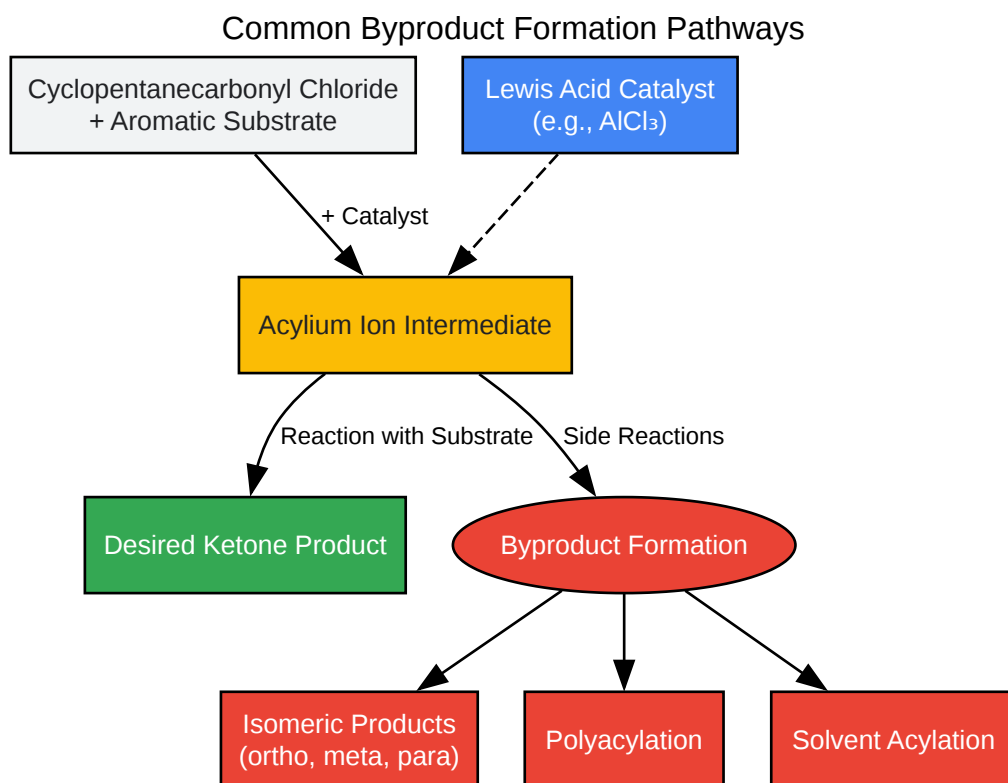 Common Byproduct Formation Pathways
Cyclopentanecarbonyl Chloride
+ Aromatic Substrate
Lewis Acid Catalyst
(e.g., AlCl₃)
+ Catalyst
Acylium Ion Intermediate
Reaction with Substrate
Side Reactions
Desired Ketone Product
Byproduct Formation
Isomeric Products
(ortho, meta, para)
Polyacylation
Solvent Acylation